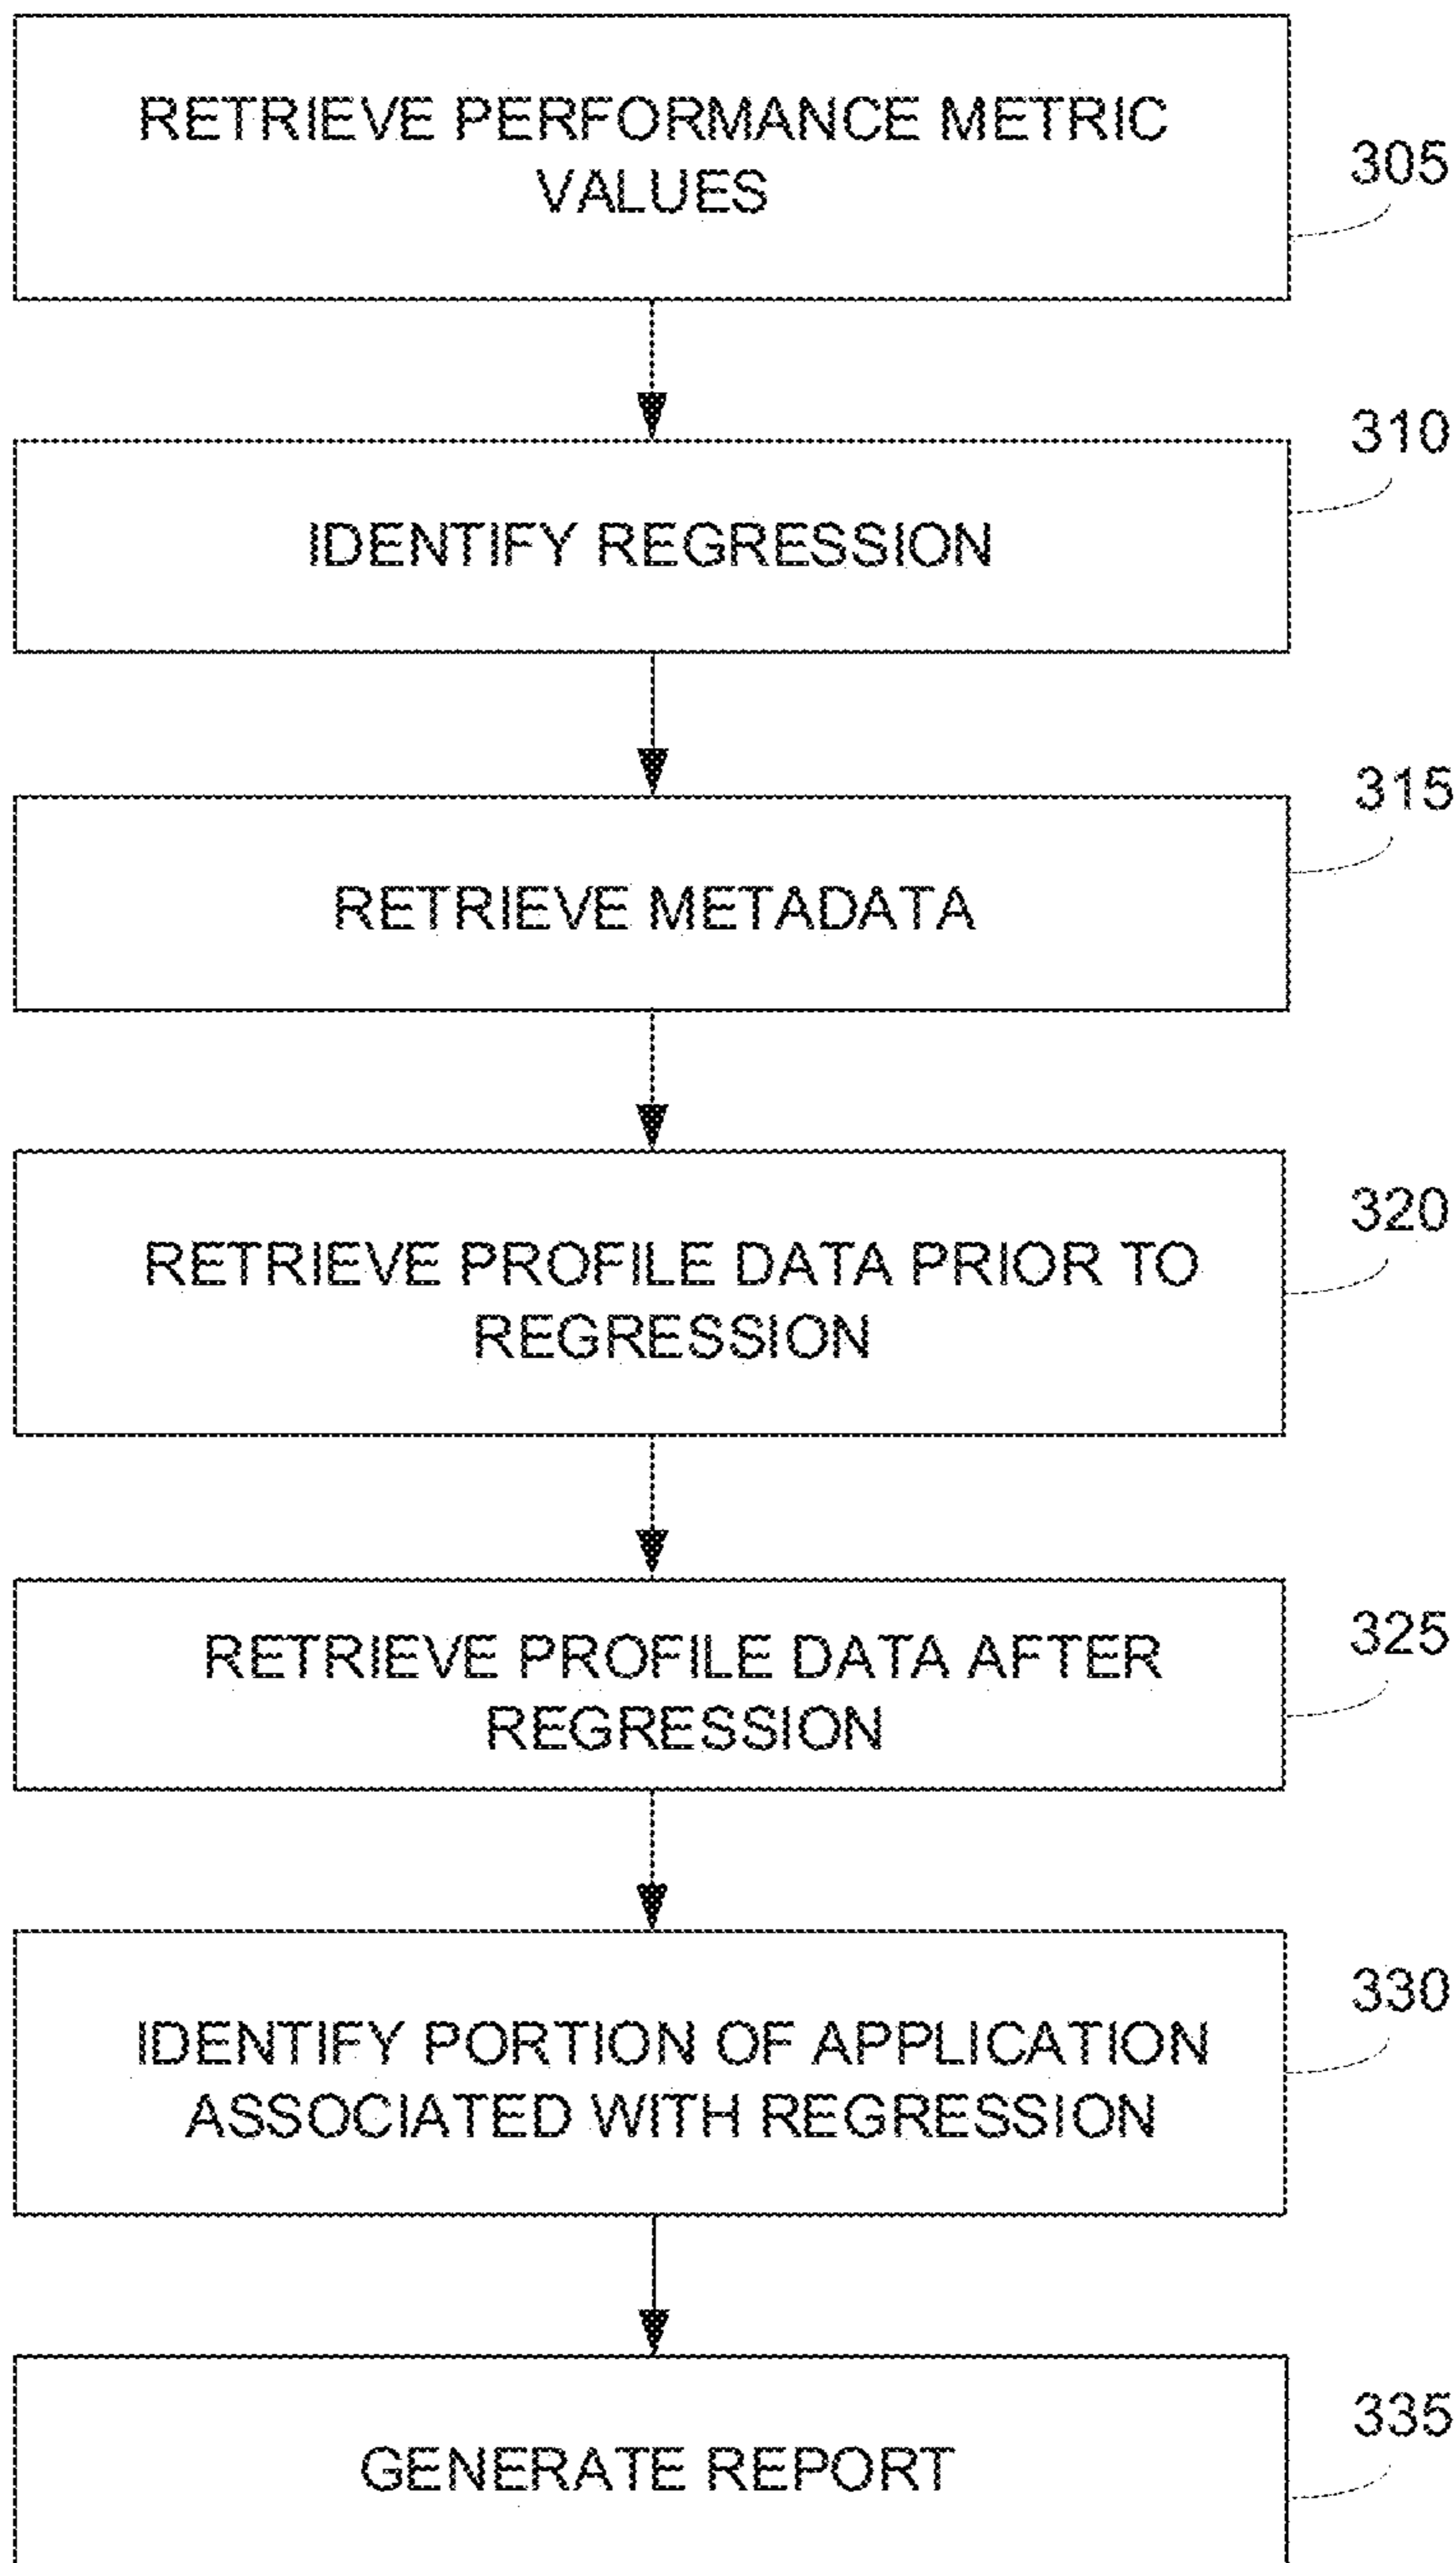 RETRIEVE PERFORMANCE METRIC
VALUES
305
310
IDENTIFY REGRESSION
315
RETRIEVE METADATA
320
RETRIEVE PROFILE DATA PRIOR TO
REGRESSION
325
RETRIEVE PROFILE DATA AFTER
REGRESSION
330
IDENTIFY PORTION OF APPLICATION
ASSOCIATED WITH REGRESSION
335
GENERATE REPORT